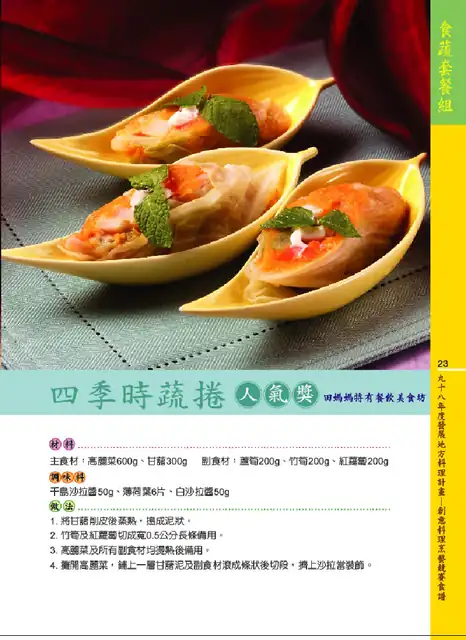 食蔬套餐組
23
九十八年度發展地方料理計畫—創意料理烹藝競賽食譜
四季時蔬捲 人氣獎 田媽媽特有餐飲美食坊
材料
主食材：高麗菜600g、甘藷300g 副食材：蘆筍200g、竹筍200g、紅蘿蔔200g
調味料
千島沙拉醬50g、薄荷葉6片、白沙拉醬50g
做法
1. 將甘藷削皮後蒸熟，搗成泥狀。
2. 竹筍及紅蘿蔔切成寬0.5公分長條備用。
3. 高麗菜及所有副食材均燙熟後備用。
4. 攤開高麗菜，鋪上一層甘藷泥及副食材滾成條狀後切段，擠上沙拉當裝飾。